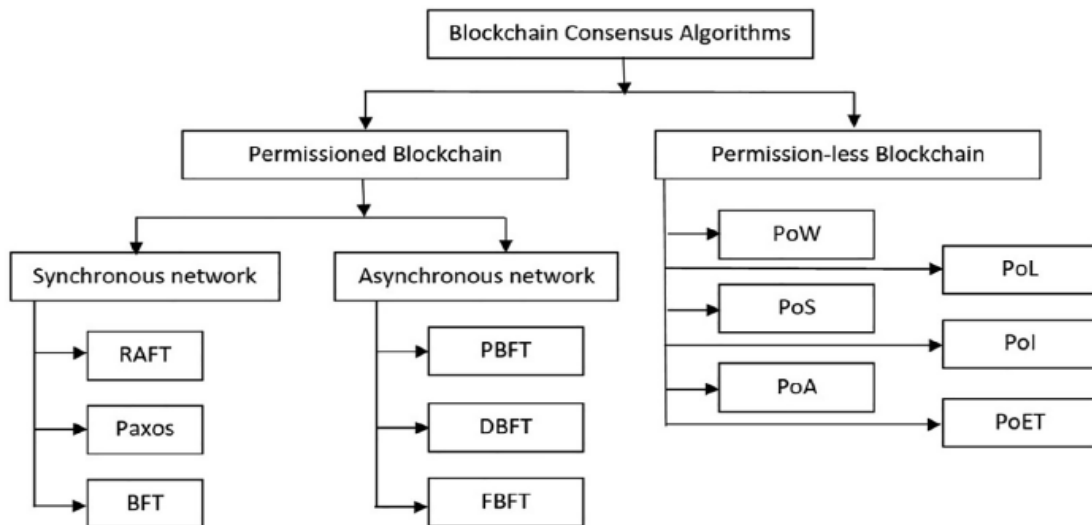 Blockchain Consensus Algorithms
Permissioned Blockchain
Permission-less Blockchain
Synchronous network
Asynchronous network
RAFT
Paxos
BFT
PBFT
DBFT
FBFT
PoW
PoL
PoS
PoI
PoA
PoET